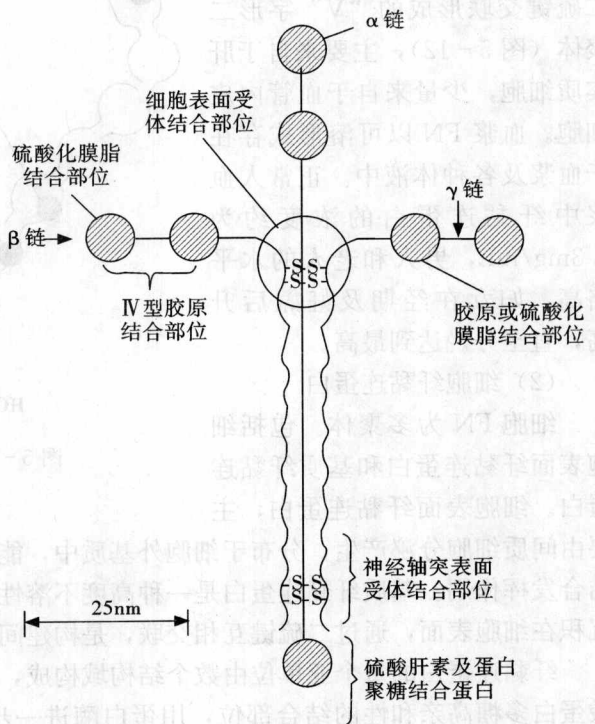 α链
细胞表面受
体结合部位
硫酸化膜脂
结合部位
γ链
β链
S S
S S
Ⅳ型胶原
结合部位
胶原或硫酸化
膜脂结合部位
神经轴突表面
受体结合部位
S S
S S
25nm
硫酸肝素及蛋白
聚糖结合蛋白